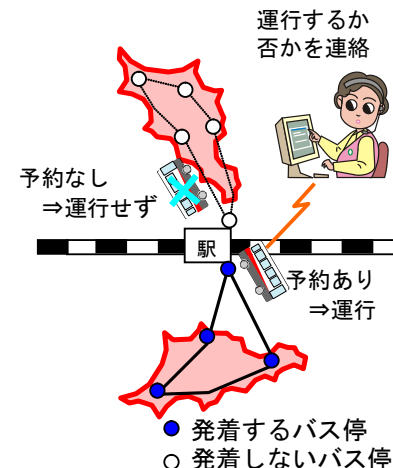 運行するか
否かを連絡
予約なし
⇒運行せず
駅
予約あり
⇒運行
発着するバス停
発着しないバス停